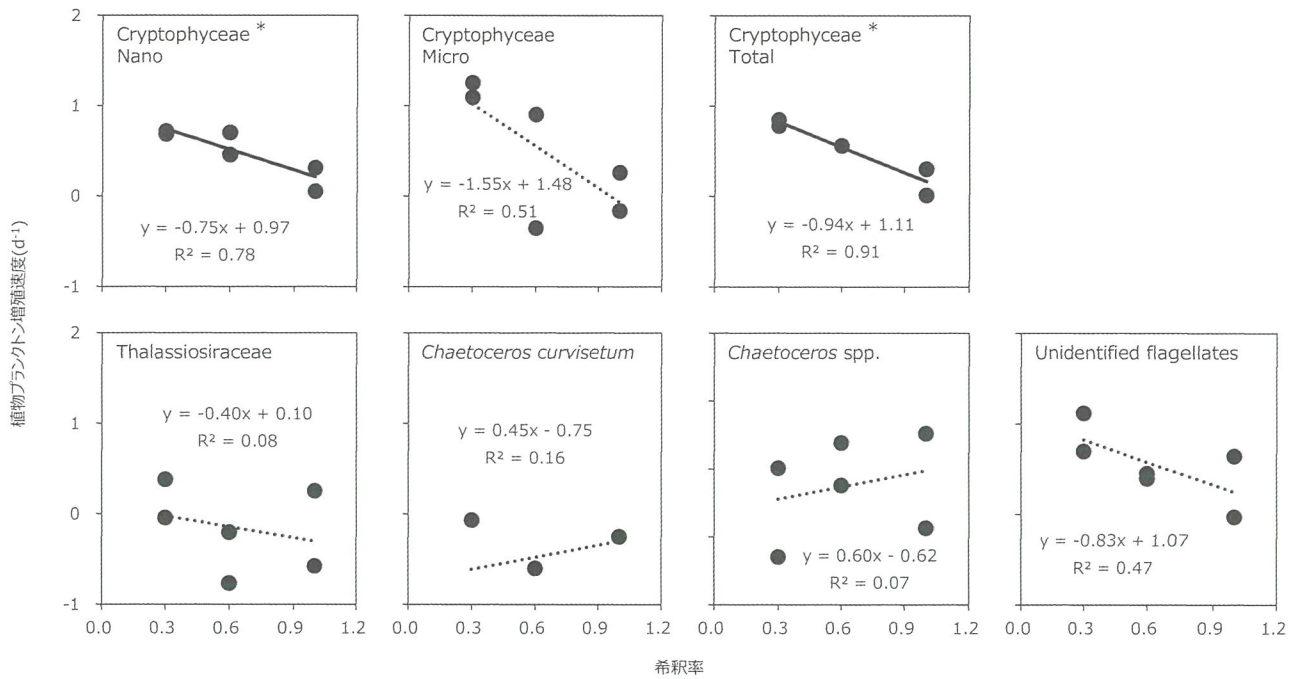 Cryptophyceae *
Nano
y = -0.75x + 0.97
R² = 0.78
Cryptophyceae
Micro
y = -1.55x + 1.48
R² = 0.51
Cryptophyceae *
Total
y = -0.94x + 1.11
R² = 0.91
2
1
0
-1
植物プランクトン増殖速度(d⁻¹)
Thalassiosiraceae
y = -0.40x + 0.10
R² = 0.08
Chaetoceros curvisetum
y = 0.45x - 0.75
R² = 0.16
Chaetoceros spp.
y = 0.60x - 0.62
R² = 0.07
Unidentified flagellates
y = -0.83x + 1.07
R² = 0.47
2
1
0
-1
0.0 0.3 0.6 0.9 1.2
0.0 0.3 0.6 0.9 1.2
0.0 0.3 0.6 0.9 1.2
0.0 0.3 0.6 0.9 1.2
希釈率